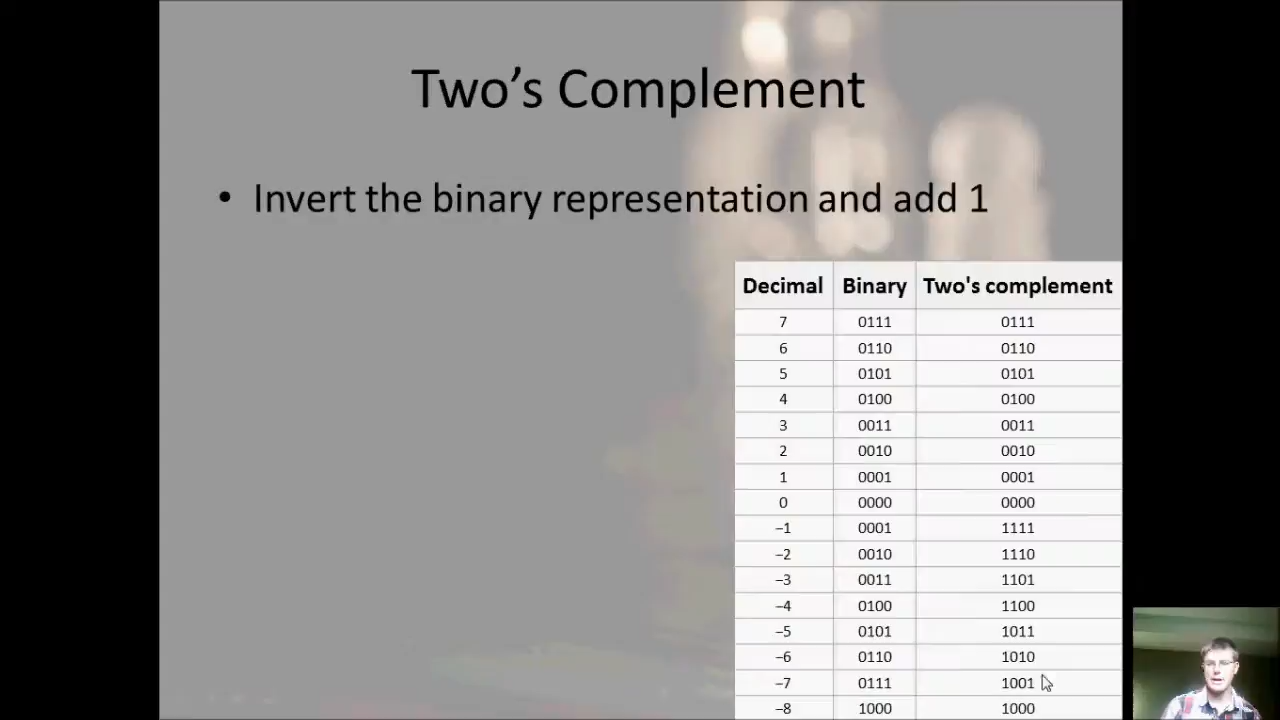 Two's Complement
• Invert the binary representation and add 1
Decimal Binary Two's complement
7 0111 0111
6 0110 0110
5 0101 0101
4 0100 0100
3 0011 0011
2 0010 0010
1 0001 0001
0 0000 0000
−1 0001 1111
−2 0010 1110
−3 0011 1101
−4 0100 1100
−5 0101 1011
−6 0110 1010
−7 0111 1001
−8 1000 1000